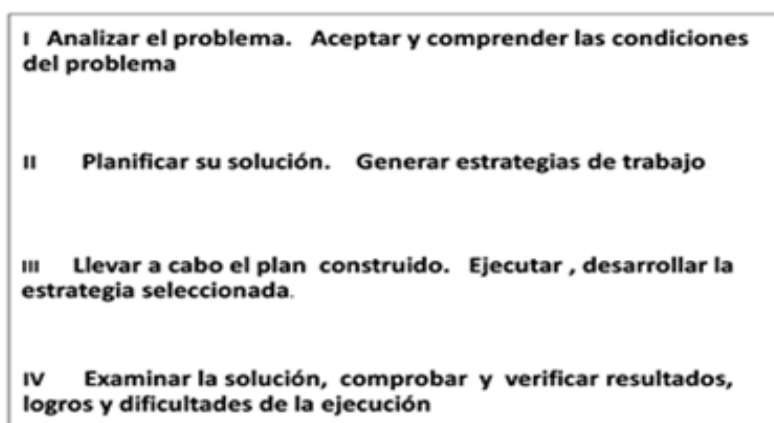 I Analizar el problema. Aceptar y comprender las condiciones
del problema
II Planificar su solución. Generar estrategias de trabajo
III Llevar a cabo el plan construido. Ejecutar , desarrollar la
estrategia seleccionada.
IV Examinar la solución, comprobar y verificar resultados,
logros y dificultades de la ejecución